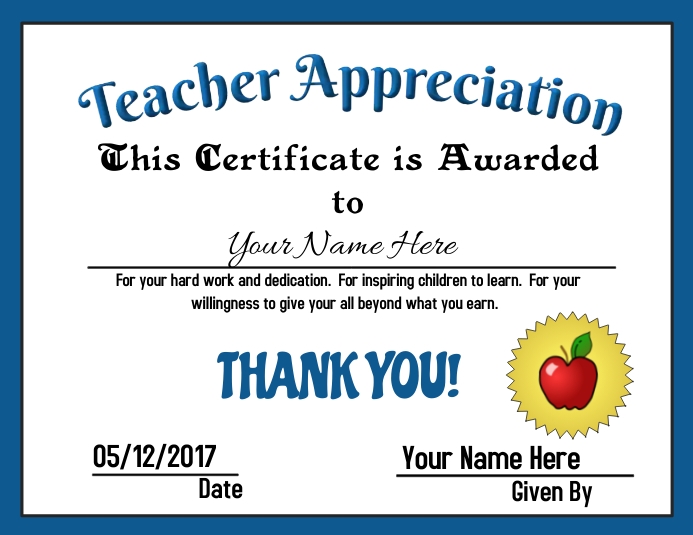 Teacher Appreciation
This Certificate is Awarded
to
Your Name Here
For your hard work and dedication.  For inspiring children to learn.  For your
willingness to give your all beyond what you earn.
THANK YOU!
05/12/2017
Your Name Here
Date
Given By